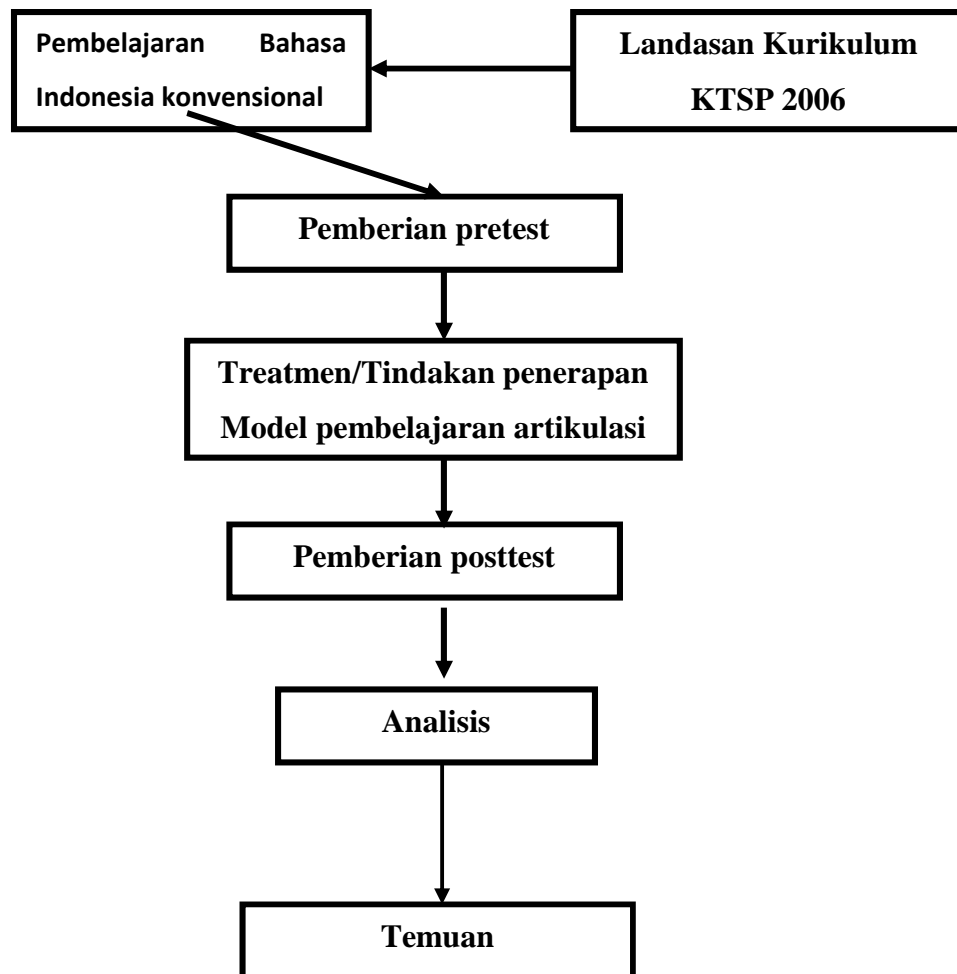 Pembelajaran Bahasa
Indonesia konvensional
Landasan Kurikulum
KTSP 2006
Pemberian pretest
Treatmen/Tindakan penerapan
Model pembelajaran artikulasi
Pemberian posttest
Analisis
Temuan